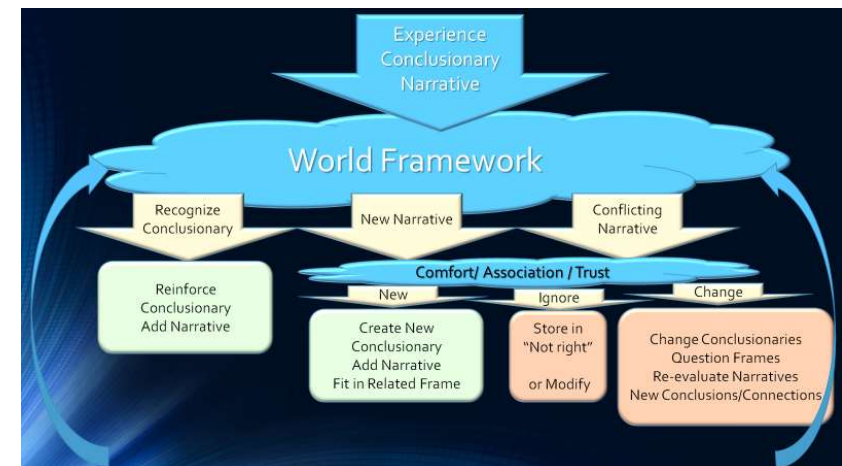 Experience
Conclusionary
Narrative
World Framework
Recognize
Conclusionary
New Narrative
Conflicting
Narrative
Comfort/ Association / Trust
New
Ignore
Change
Reinforce
Conclusionary
Add Narrative
Create New
Conclusionary
Add Narrative
Fit in Related Frame
Store in
“Not right”
or Modify
Change Conclusionaries
Question Frames
Re-evaluate Narratives
New Conclusions/Connections